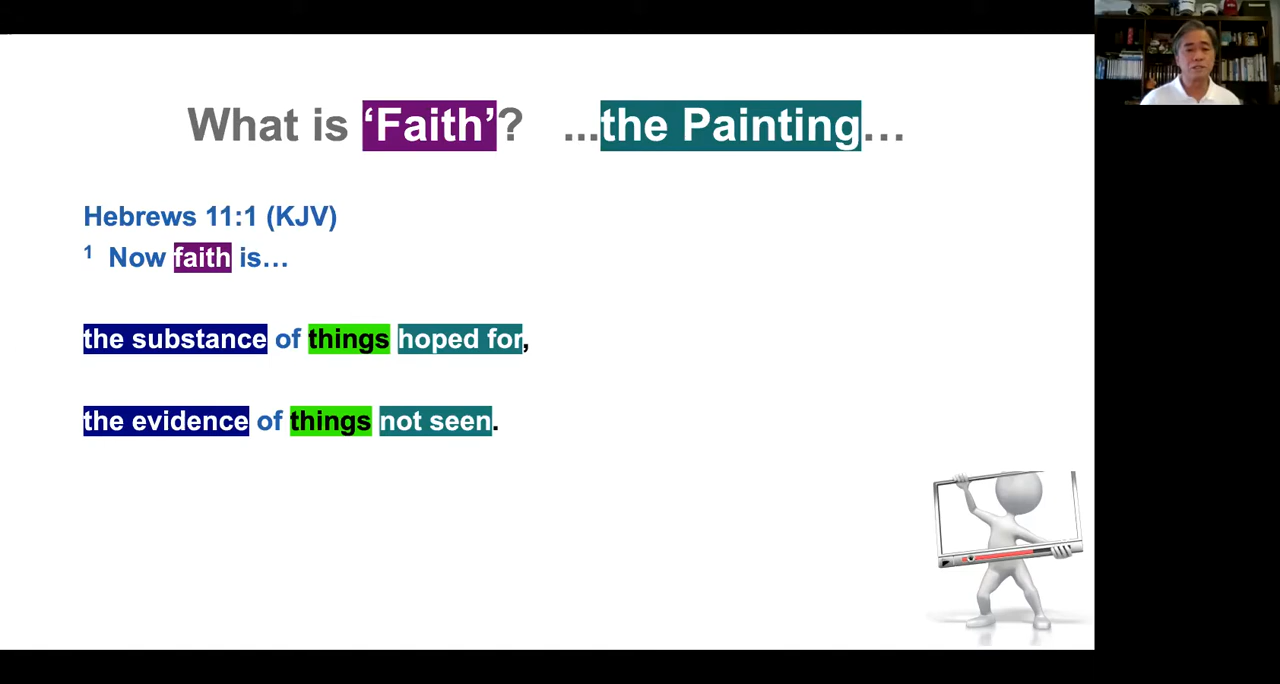 What is ‘Faith’? ...the Painting…
Hebrews 11:1 (KJV)
1 Now faith is…
the substance of things hoped for,
the evidence of things not seen.